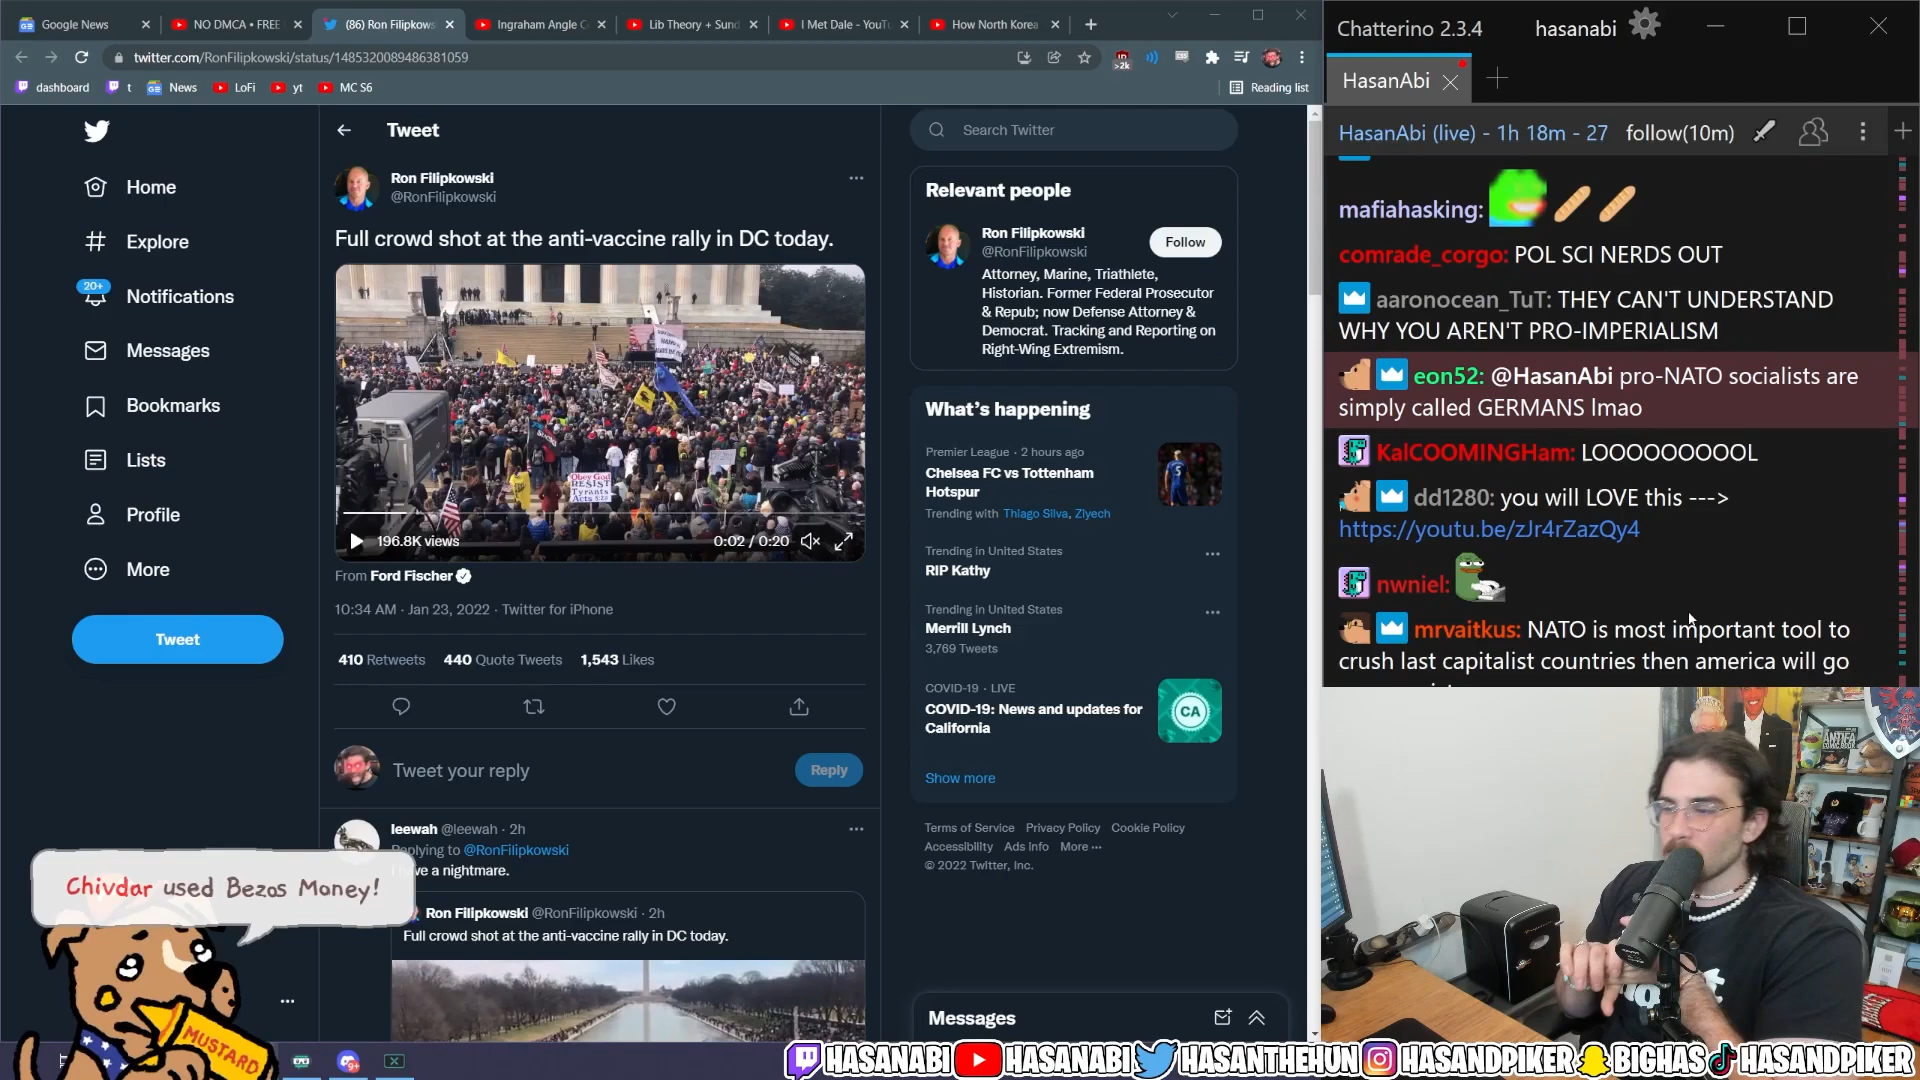 Google News
NO DMCA • FREE
(86) Ron Filipkows
Ingraham Angle C
Lib Theory + Sund
I Met Dale - YouTu
How North Korea
twitter.com/RonFilipkowski/status/1485320089486381059
>2k
dashboard
t
News
LoFi
yt
MC S6
Reading list
Home
Explore
20+
Notifications
Messages
Bookmarks
Lists
Profile
More
Tweet
Tweet
Ron Filipkowski
@RonFilipkowski
Full crowd shot at the anti-vaccine rally in DC today.
Obey God
RESIST
Tyrants
196.8K views
0:02 / 0:20
From Ford Fischer
10:34 AM · Jan 23, 2022 · Twitter for iPhone
410 Retweets 440 Quote Tweets 1,543 Likes
Tweet your reply
Reply
leewah @leewah · 2h
Replying to @RonFilipkowski
have a nightmare.
Ron Filipkowski @RonFilipkowski · 2h
Full crowd shot at the anti-vaccine rally in DC today.
Search Twitter
Relevant people
Ron Filipkowski
@RonFilipkowski
Follow
Attorney, Marine, Triathlete,
Historian. Former Federal Prosecutor
& Repub; now Defense Attorney &
Democrat. Tracking and Reporting on
Right-Wing Extremism.
What's happening
Premier League · 2 hours ago
Chelsea FC vs Tottenham
Hotspur
Trending with Thiago Silva, Ziyech
Trending in United States
RIP Kathy
Trending in United States
Merrill Lynch
3,769 Tweets
COVID-19 · LIVE
COVID-19: News and updates for
California
CA
Show more
Terms of Service Privacy Policy Cookie Policy
Accessibility Ads info More ···
© 2022 Twitter, Inc.
Messages
Chivdar used Bezos Money!
MUSTARD
9+
Chatterino 2.3.4
hasanabi
HasanAbi
HasanAbi (live) - 1h 18m - 27
follow(10m)
mafiahasking:
comrade_corgo: POL SCI NERDS OUT
aaronocean_TuT: THEY CAN'T UNDERSTAND
WHY YOU AREN'T PRO-IMPERIALISM
eon52: @HasanAbi pro-NATO socialists are
simply called GERMANS lmao
KalCOOMINGHam: LOOOOOOOOOL
dd1280: you will LOVE this --->
https://youtu.be/zJr4rZazQy4
nwniel:
mrvaitkus: NATO is most important tool to
crush last capitalist countries then america will go
ANTIFA
HASANABI
HASANABI
HASANTHEHUN
HASANDPIKER
BIGHAS
HASANDPIKER